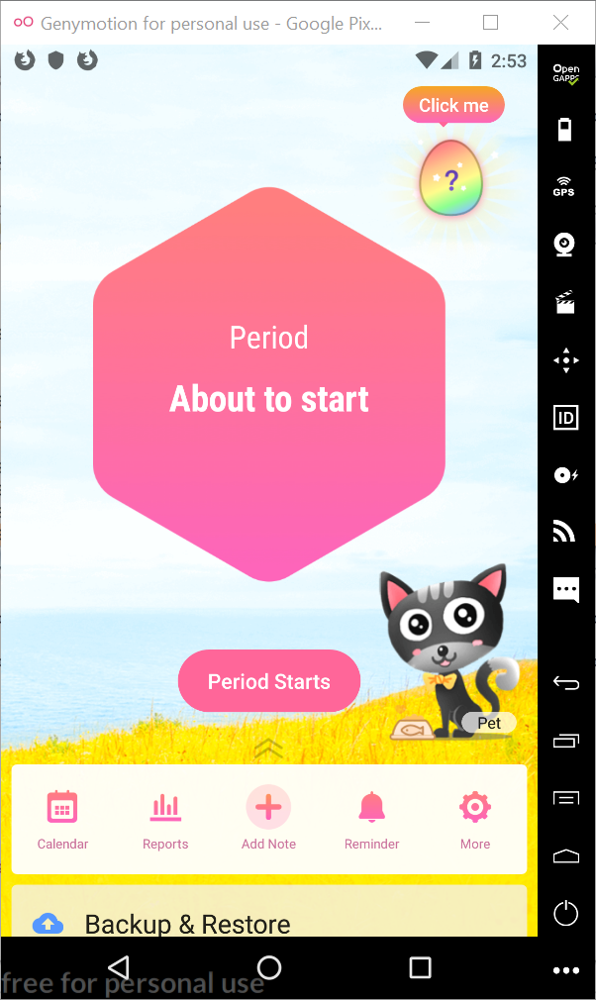 Genymotion for personal use - Google Pix...
Open
GAPPS
2:53
Click me
?
GPS
Period
About to start
ID
Period Starts
Pet
Calendar
Reports
Add Note
Reminder
More
Backup & Restore
free for personal use